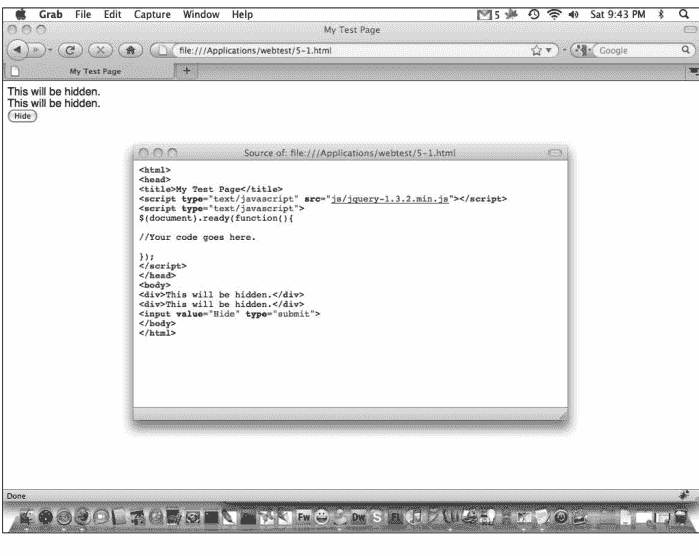 Grab File Edit Capture Window Help 5 Sat 9:43 PM
My Test Page
file:///Applications/webtest/5-1.html Google
My Test Page +
This will be hidden.
This will be hidden.
Hide
Source of: file:///Applications/webtest/5-1.html
<html>
<head>
<title>My Test Page</title>
<script type="text/javascript" src="js/jquery-1.3.2.min.js"></script>
<script type="text/javascript">
$(document).ready(function(){
//Your code goes here.
});
</script>
</head>
<body>
<div>This will be hidden.</div>
<div>This will be hidden.</div>
<input value="Hide" type="submit">
</body>
</html>
Done
Fw Dw S FL